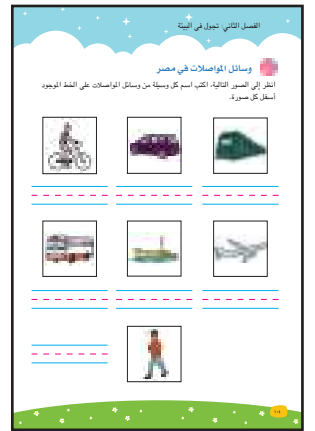 الفصل الثاني: تجول في البيئة
وسائل المواصلات في مصر
انظر إلى الصور التالية، اكتب اسم كل وسيلة من وسائل المواصلات على الخط الموجود
أسفل كل صورة.